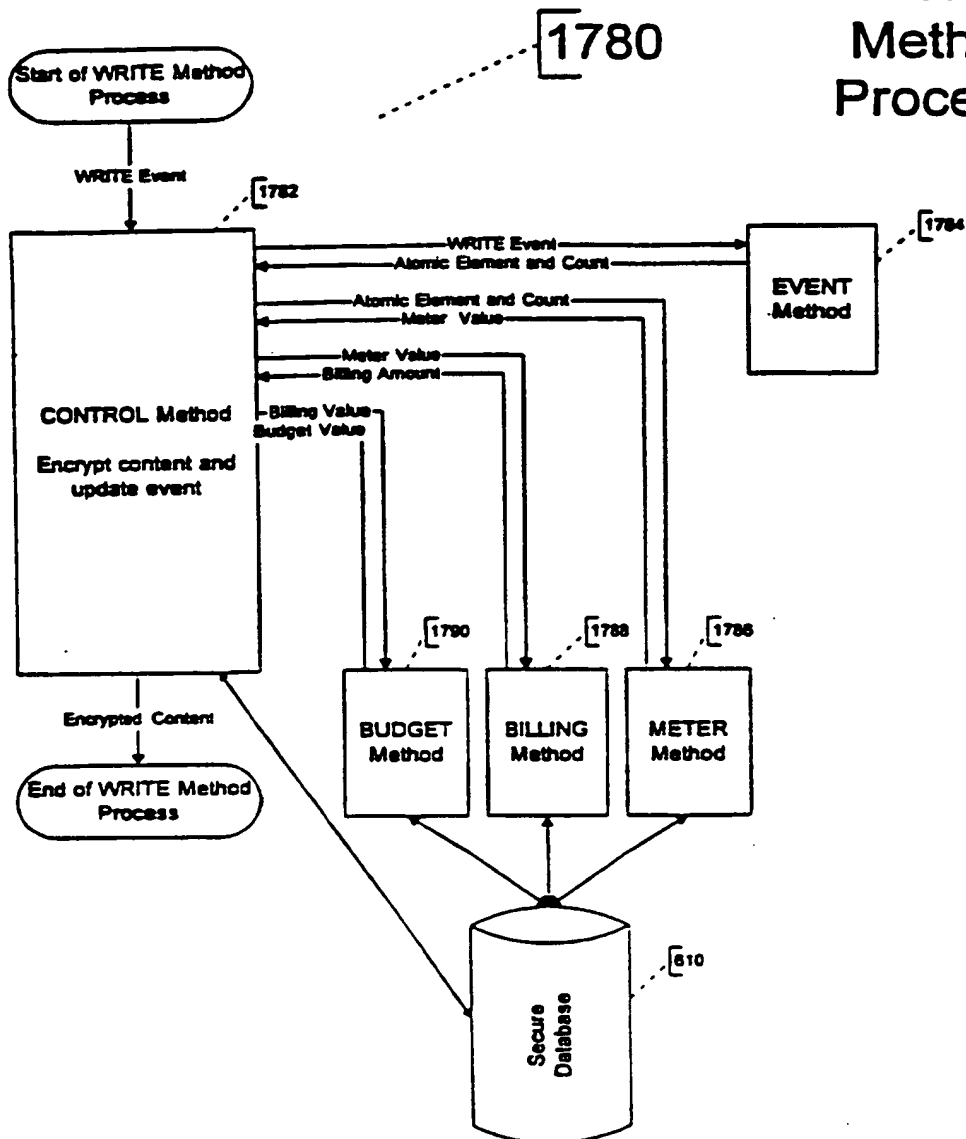 1780
Start of WRITE Method
Process
WRITE Event
1782
WRITE Event
Atomic Element and Count
1784
EVENT
Method
Atomic Element and Count
Meter Value
Meter Value
Billing Amount
CONTROL Method
Billing Value
Budget Value
Encrypt content and
update event
1790
1788
1786
Encrypted Content
BUDGET
Method
BILLING
Method
METER
Method
End of WRITE Method
Process
610
Secure
Database